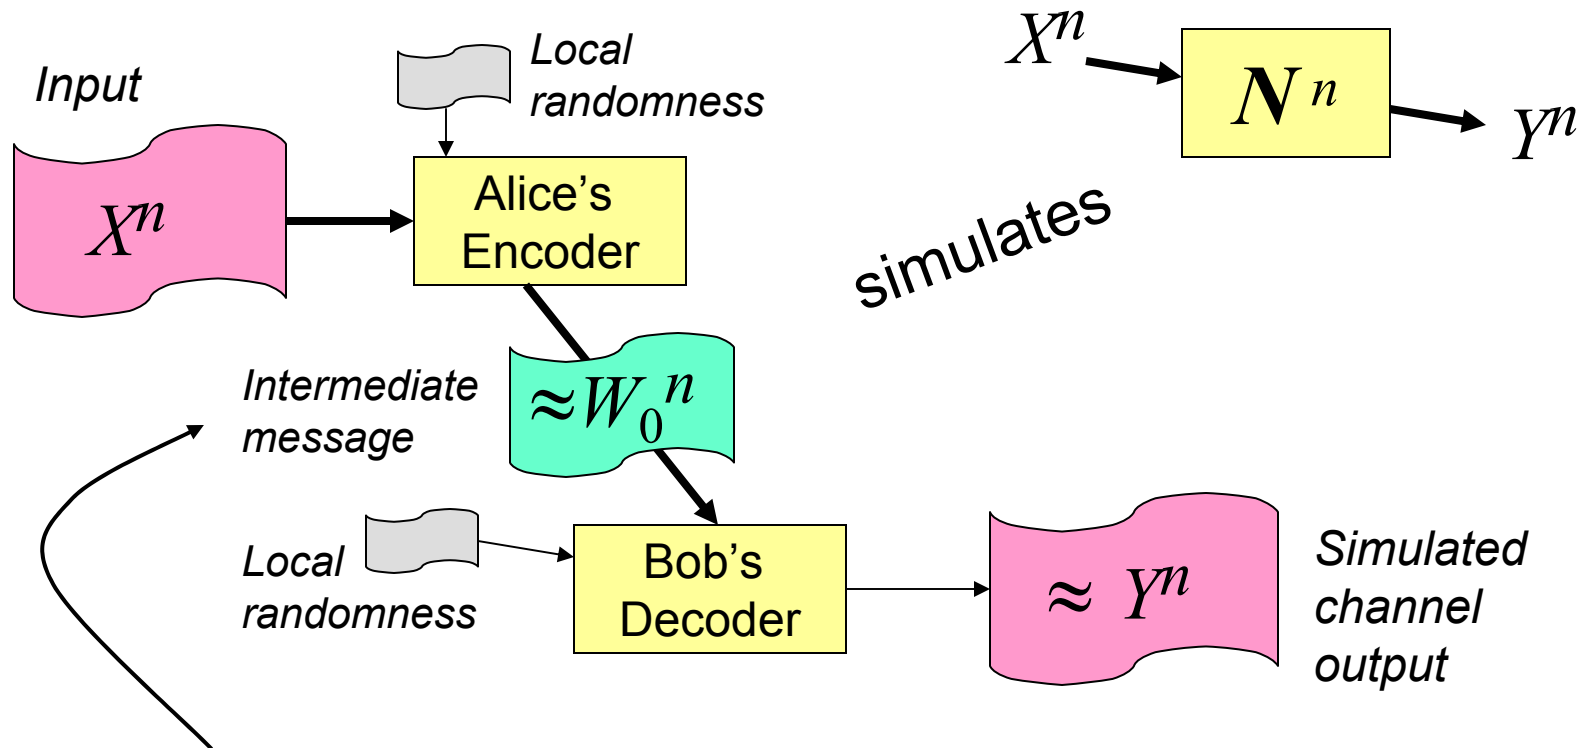 Input
Local
randomness
Xⁿ
Nⁿ
Yⁿ
Xⁿ
Alice’s
Encoder
simulates
Intermediate
message
≈W₀ⁿ
Local
randomness
Bob’s
Decoder
≈ Yⁿ
Simulated
channel
output